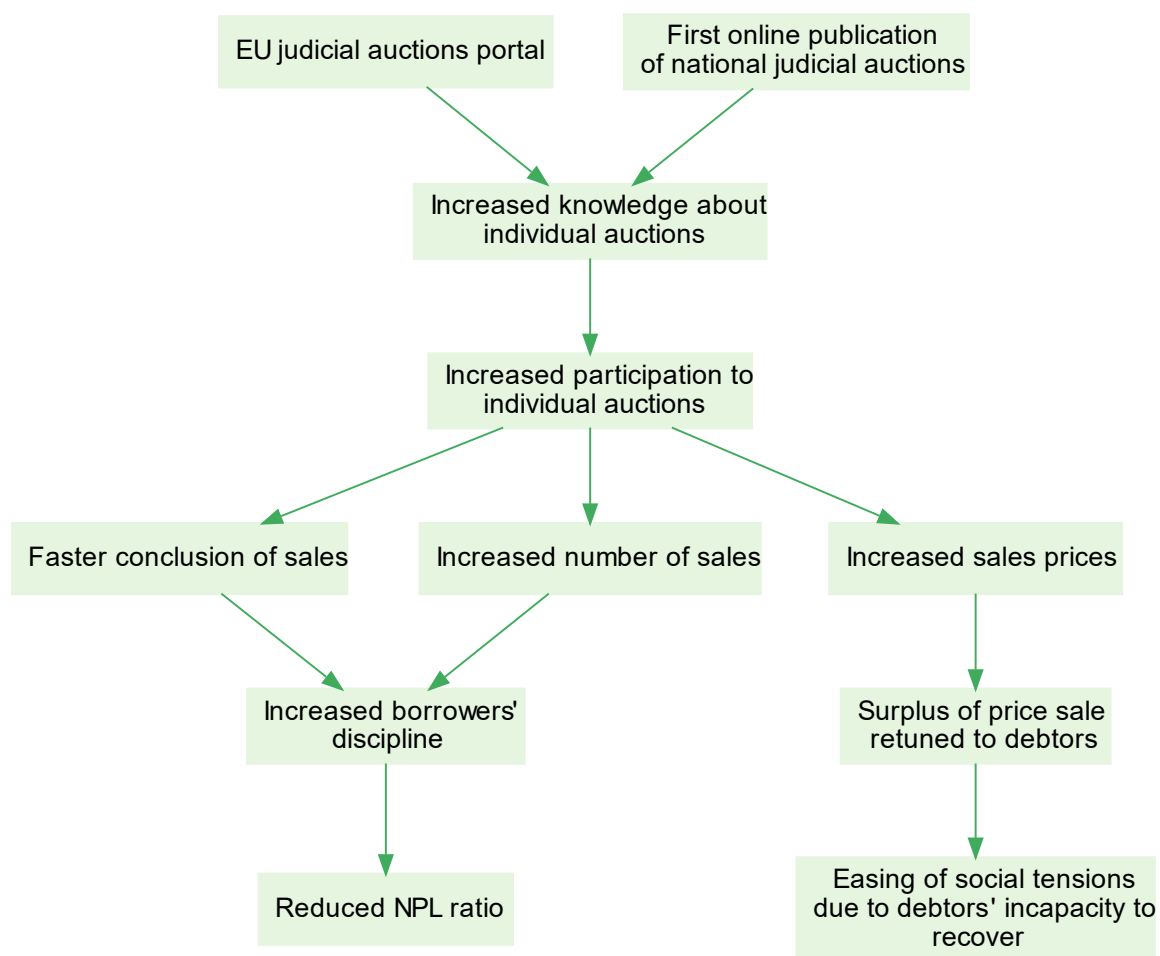 EU judicial auctions portal
First online publication
of national judicial auctions
Increased knowledge about
individual auctions
Increased participation to
individual auctions
Faster conclusion of sales
Increased number of sales
Increased sales prices
Increased borrowers'
discipline
Surplus of price sale
retuned to debtors
Reduced NPL ratio
Easing of social tensions
due to debtors' incapacity to
recover